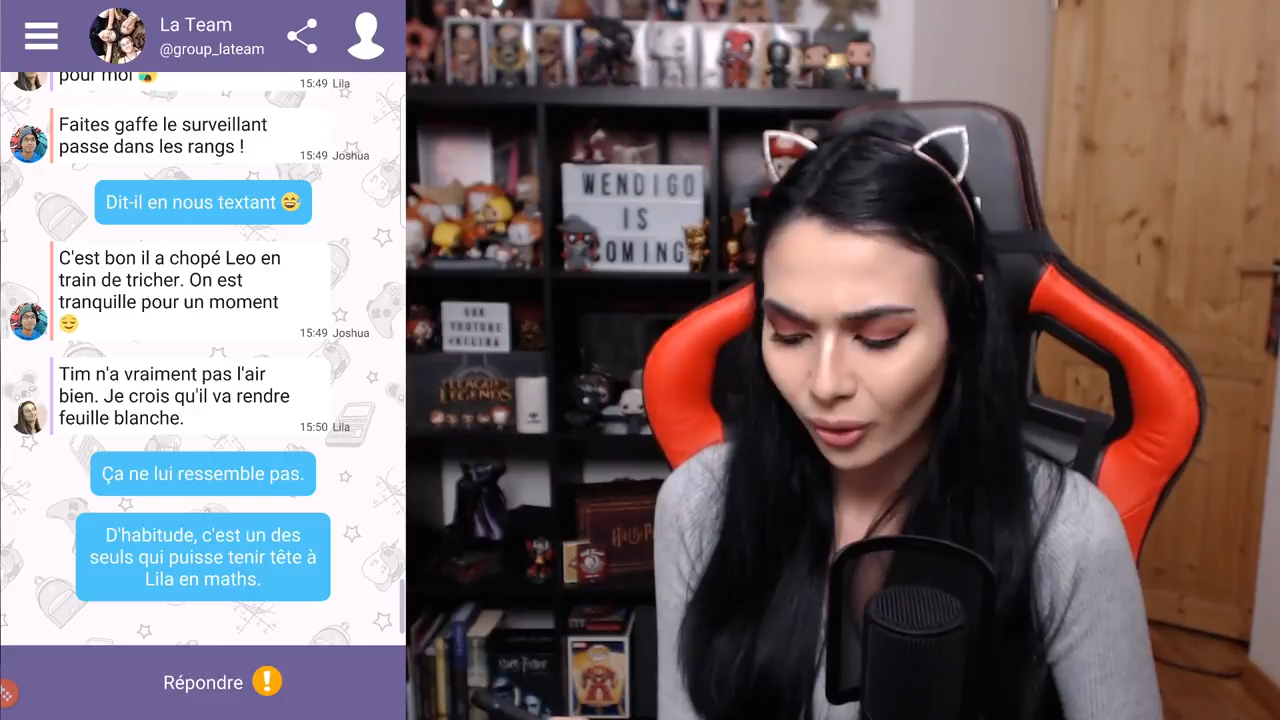 La Team
@group_lateam
pour moi
15:49 Lila
Faites gaffe le surveillant
passe dans les rangs !
15:49 Joshua
Dit-il en nous textant 😅
C'est bon il a chopé Leo en
train de tricher. On est
tranquille pour un moment
😌
15:49 Joshua
Tim n'a vraiment pas l'air
bien. Je crois qu'il va rendre
feuille blanche.
15:50 Lila
Ça ne lui ressemble pas.
D'habitude, c'est un des
seuls qui puisse tenir tête à
Lila en maths.
Répondre
WENDIGO
IS
COMING
YOUTUBE
LEAGUE OF
LEGENDS
HARRY POTTER